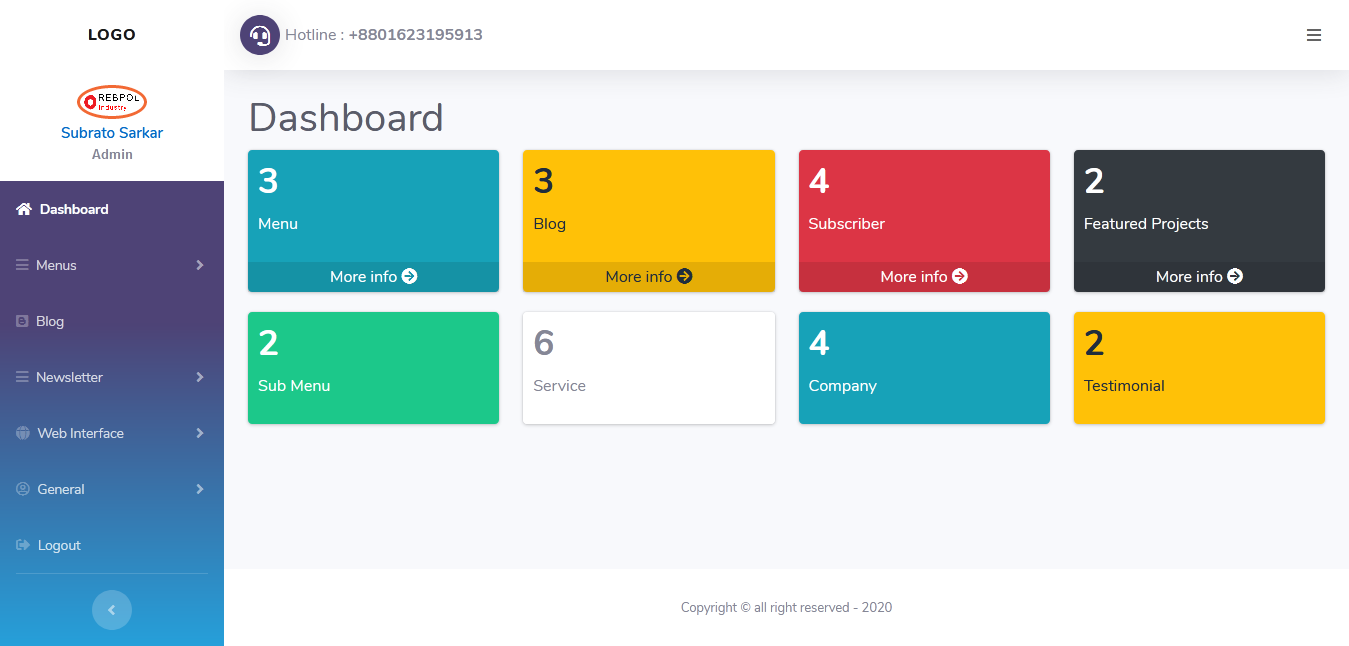 LOGO
Hotline : +8801623195913
REBPOL
Industry
Subrato Sarkar
Admin
Dashboard
Menus
Blog
Newsletter
Web Interface
General
Logout
Dashboard
3
Menu
More info
3
Blog
More info
4
Subscriber
More info
2
Featured Projects
More info
2
Sub Menu
6
Service
4
Company
2
Testimonial
Copyright © all right reserved - 2020